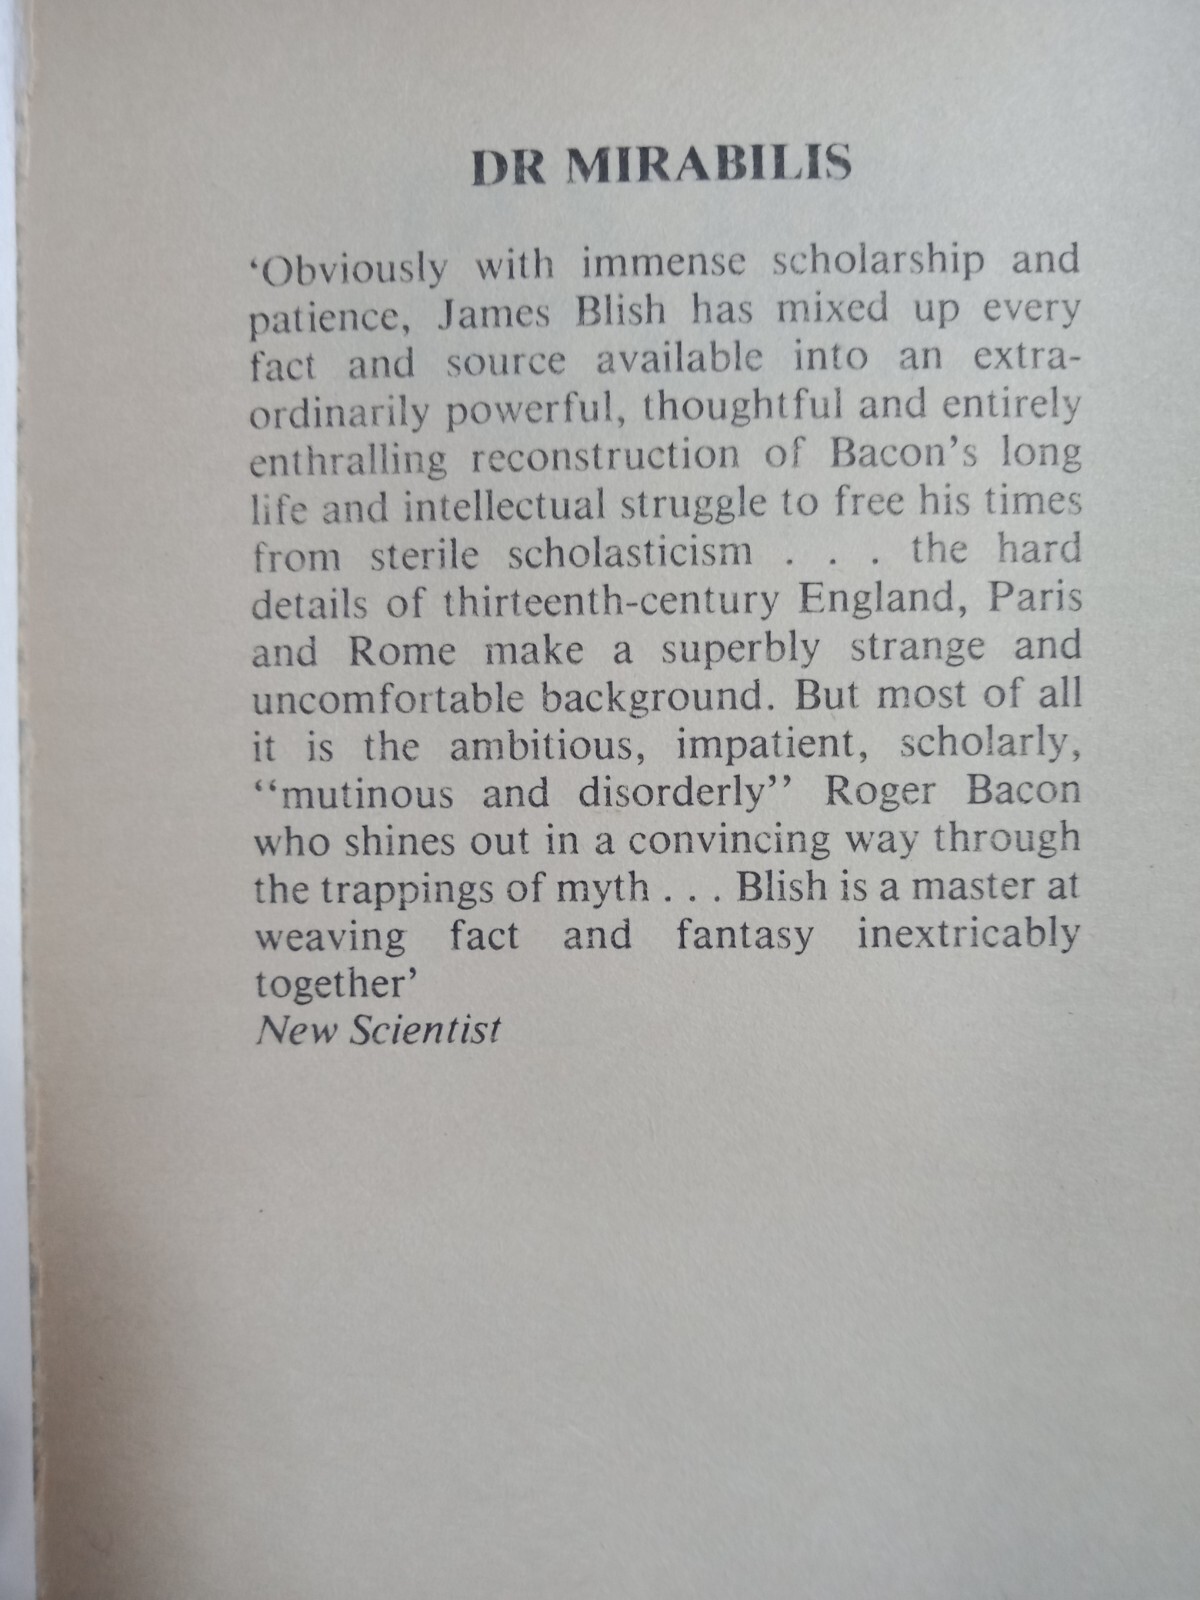 DR MIRABILIS
‘Obviously with immense scholarship and
patience, James Blish has mixed up every
fact and source available into an extra-
ordinarily powerful, thoughtful and entirely
enthralling reconstruction of Bacon’s long
life and intellectual struggle to free his times
from sterile scholasticism . . . the hard
details of thirteenth-century England, Paris
and Rome make a superbly strange and
uncomfortable background. But most of all
it is the ambitious, impatient, scholarly,
“mutinous and disorderly” Roger Bacon
who shines out in a convincing way through
the trappings of myth . . . Blish is a master at
weaving fact and fantasy inextricably
together’
New Scientist